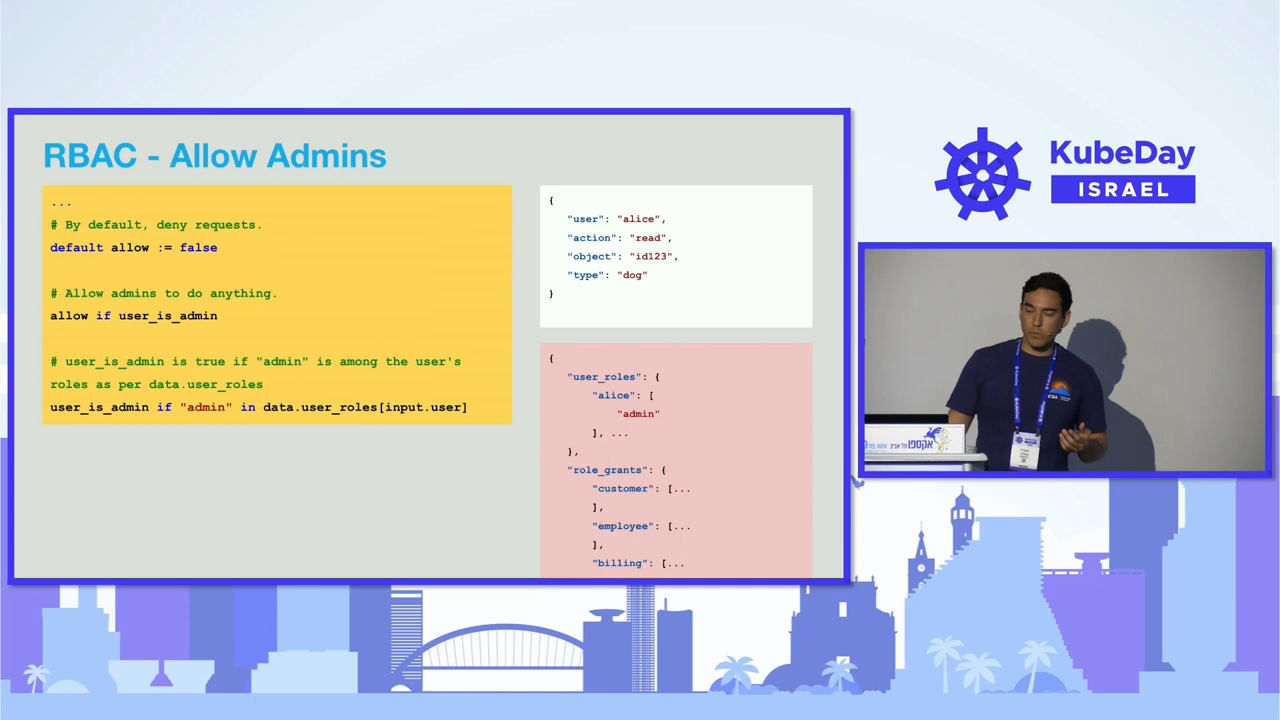 RBAC - Allow Admins
...
# By default, deny requests.
default allow := false
# Allow admins to do anything.
allow if user_is_admin
# user_is_admin is true if "admin" is among the user's
roles as per data.user_roles
user_is_admin if "admin" in data.user_roles[input.user]
{
"user": "alice",
"action": "read",
"object": "id123",
"type": "dog"
}
{
"user_roles": {
"alice": [
"admin"
], ...
},
"role_grants": {
"customer": [...
],
"employee": [...
],
"billing": [...
KubeDay
ISRAEL
אקספו תל אביב